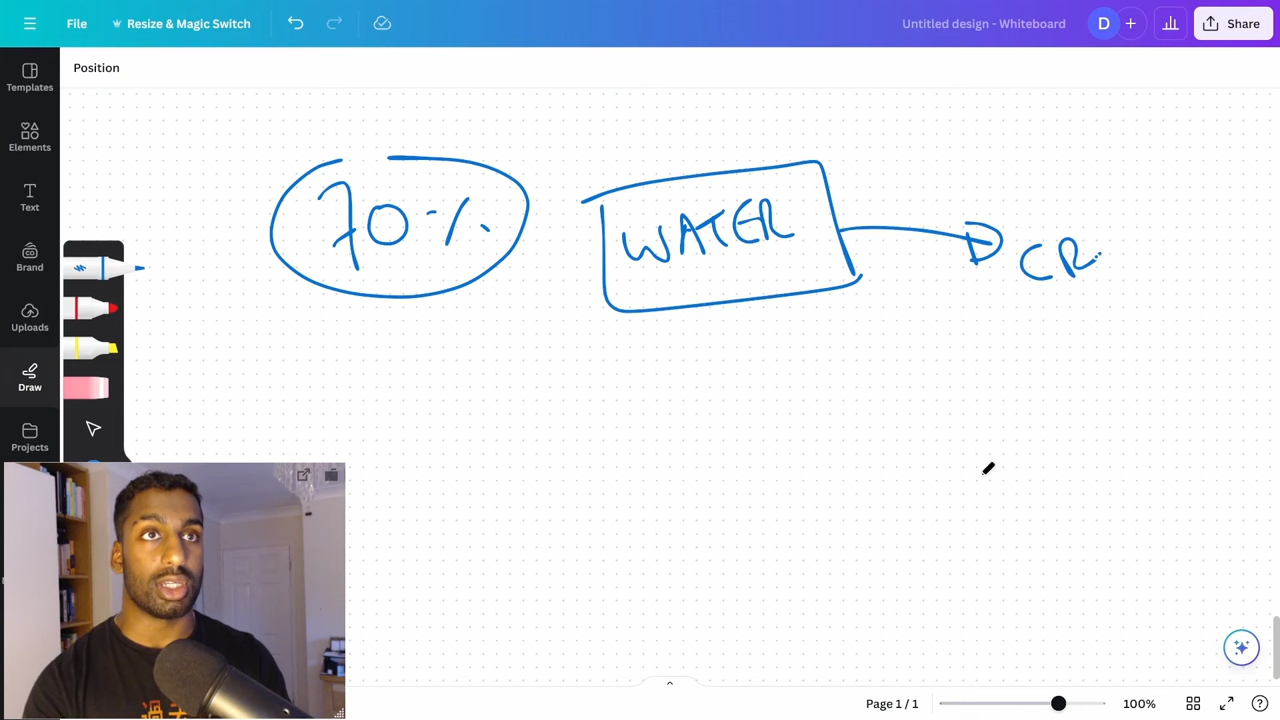 File
Resize & Magic Switch
Untitled design - Whiteboard
D
Share
Position
Templates
Elements
Text
Brand
Uploads
Draw
Projects
70%
WATER
CR
Page 1 / 1
100%